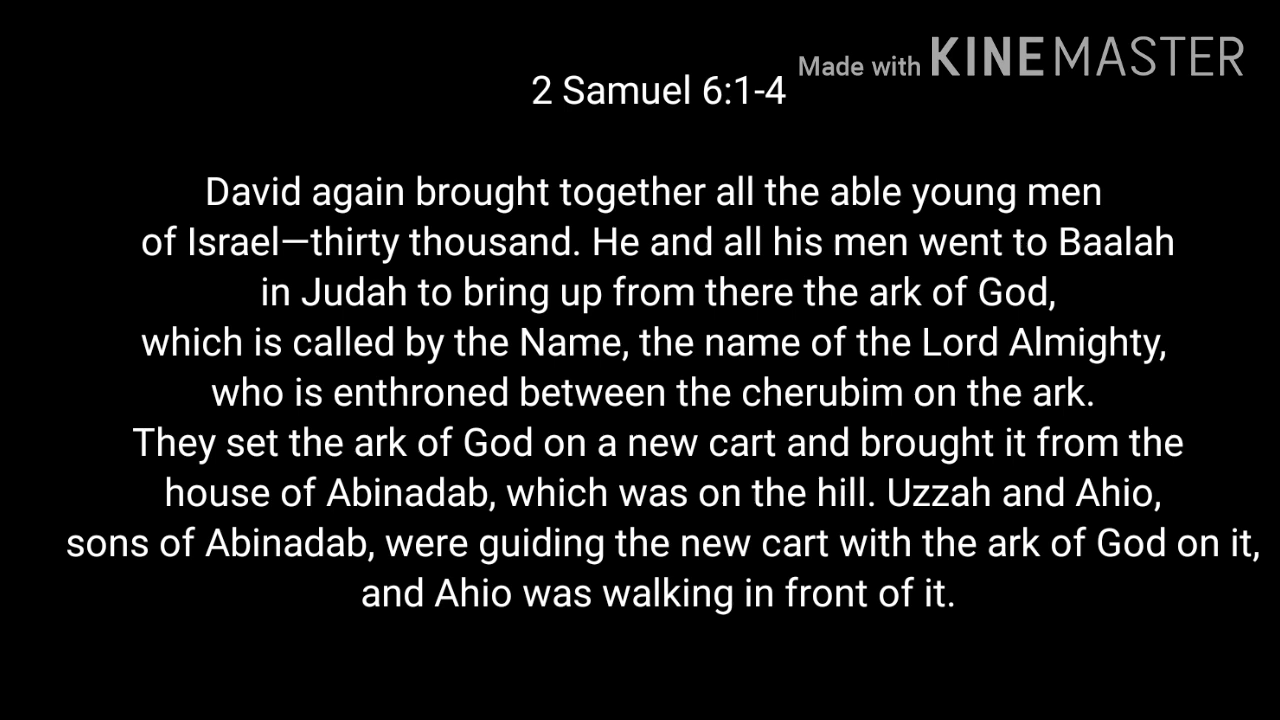 Made with KINEMASTER
2 Samuel 6:1-4
David again brought together all the able young men
of Israel—thirty thousand. He and all his men went to Baalah
in Judah to bring up from there the ark of God,
which is called by the Name, the name of the Lord Almighty,
who is enthroned between the cherubim on the ark.
They set the ark of God on a new cart and brought it from the
house of Abinadab, which was on the hill. Uzzah and Ahio,
sons of Abinadab, were guiding the new cart with the ark of God on it,
and Ahio was walking in front of it.